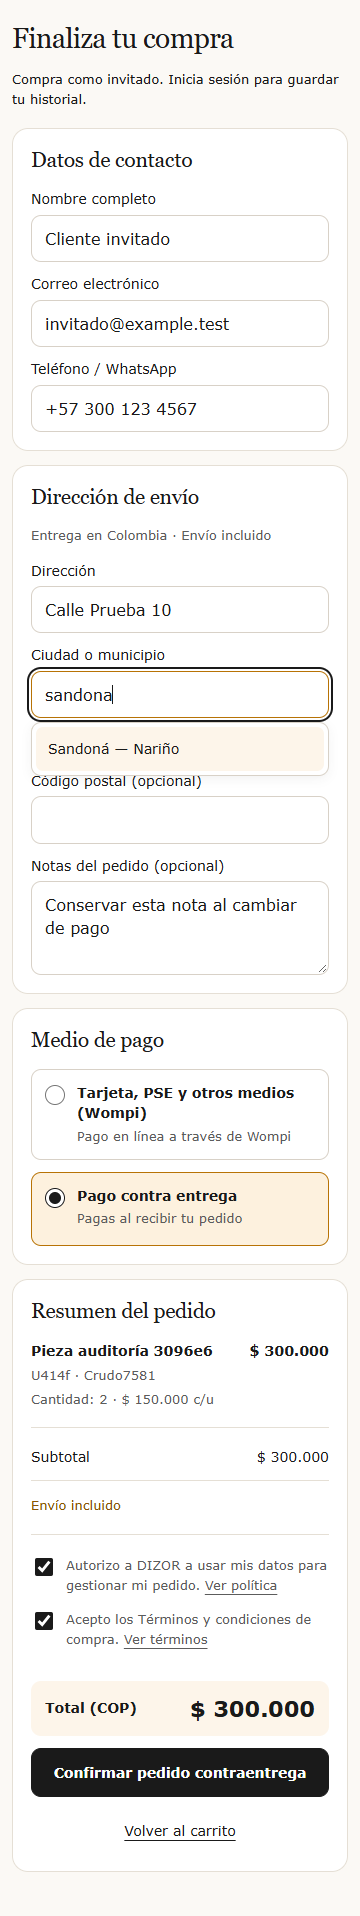 Finaliza tu compra
Compra como invitado. Inicia sesión para guardar
tu historial.
Datos de contacto
Nombre completo
Cliente invitado
Correo electrónico
invitado@example.test
Teléfono / WhatsApp
+57 300 123 4567
Dirección de envío
Entrega en Colombia · Envío incluido
Dirección
Calle Prueba 10
Ciudad o municipio
sandona
Sandoná — Nariño
Código postal (opcional)
Notas del pedido (opcional)
Conservar esta nota al cambiar
de pago
Medio de pago
Tarjeta, PSE y otros medios
(Wompi)
Pago en línea a través de Wompi
Pago contra entrega
Pagas al recibir tu pedido
Resumen del pedido
Pieza auditoría 3096e6 $ 300.000
U414f · Crudo7581
Cantidad: 2 · $ 150.000 c/u
Subtotal $ 300.000
Envío incluido
Autorizo a DIZOR a usar mis datos para
gestionar mi pedido. Ver política
Acepto los Términos y condiciones de
compra. Ver términos
Total (COP) $ 300.000
Confirmar pedido contraentrega
Volver al carrito